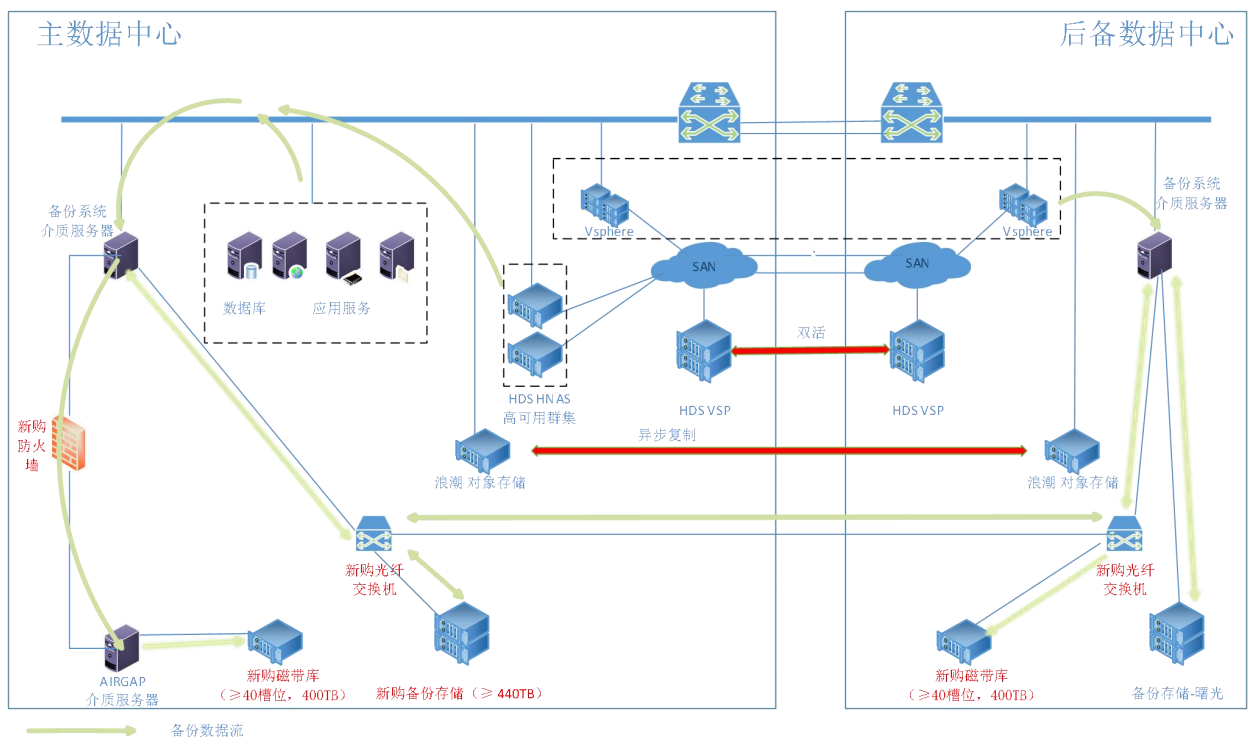 主数据中心
后备数据中心
备份系统
介质服务器
数据库
应用服务
Vsphere
Vsphere
备份系统
介质服务器
SAN
SAN
双活
HDS HNAS
高可用群集
HDS VSP
HDS VSP
新购
防火
墙
异步复制
浪潮 对象存储
浪潮 对象存储
新购光纤
交换机
新购光纤
交换机
AIRGAP
介质服务器
新购磁带库
（≥40槽位，400TB）
新购备份存储（≥ 440TB）
新购磁带库
（≥40槽位，400TB）
备份存储-曙光
备份数据流